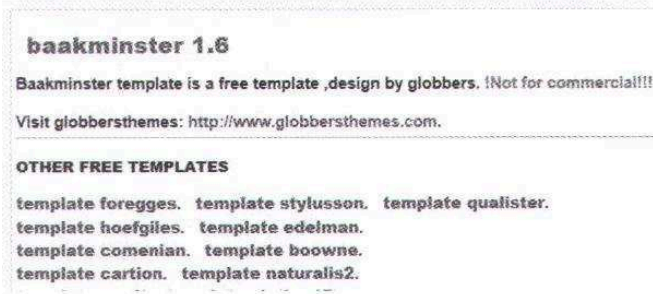 baakminster 1.6
Baakminster template is a free template ,design by globbers. !Not for commercial!!!
Visit globbersthemes: http://www.globbersthemes.com.
OTHER FREE TEMPLATES
template foregges. template stylusson. template qualister.
template hoefgiles. template edelman.
template comenian. template boowne.
template cartion. template naturalis2.